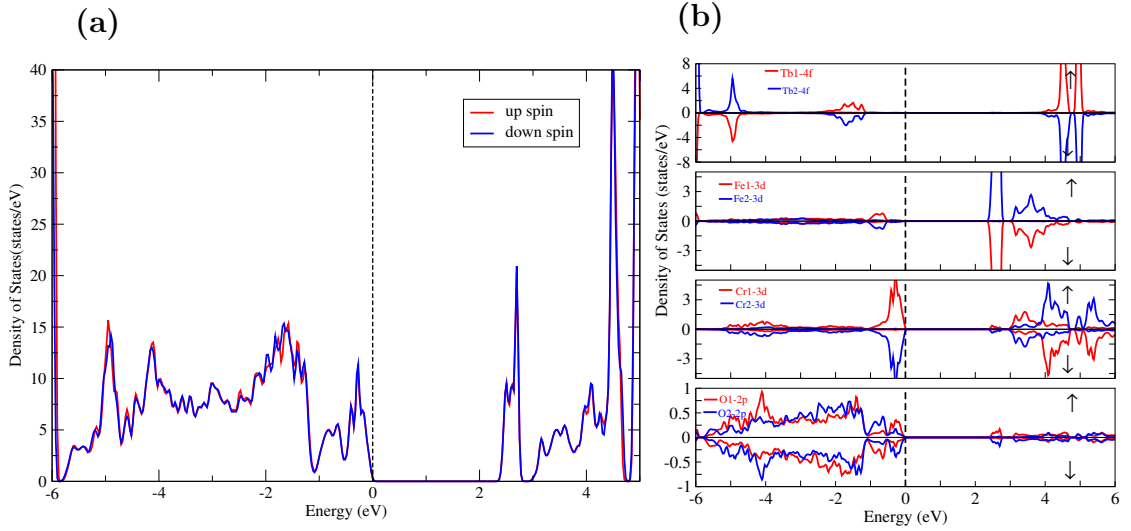 (a)
(b)
40
35
30
25
20
15
10
5
0
Density of States(states/eV)
up spin
down spin
-6
-4
-2
0
2
4
Energy (eV)
Density of States (states/eV)
8
4
0
-4
-8
Tb1-4f
Tb2-4f
↑
↓
3
0
-3
Fe1-3d
Fe2-3d
↑
↓
3
0
-3
Cr1-3d
Cr2-3d
↑
↓
1
0.5
0
-0.5
-1
O1-2p
O2-2p
↑
↓
-6
-4
-2
0
2
4
6
Energy (eV)